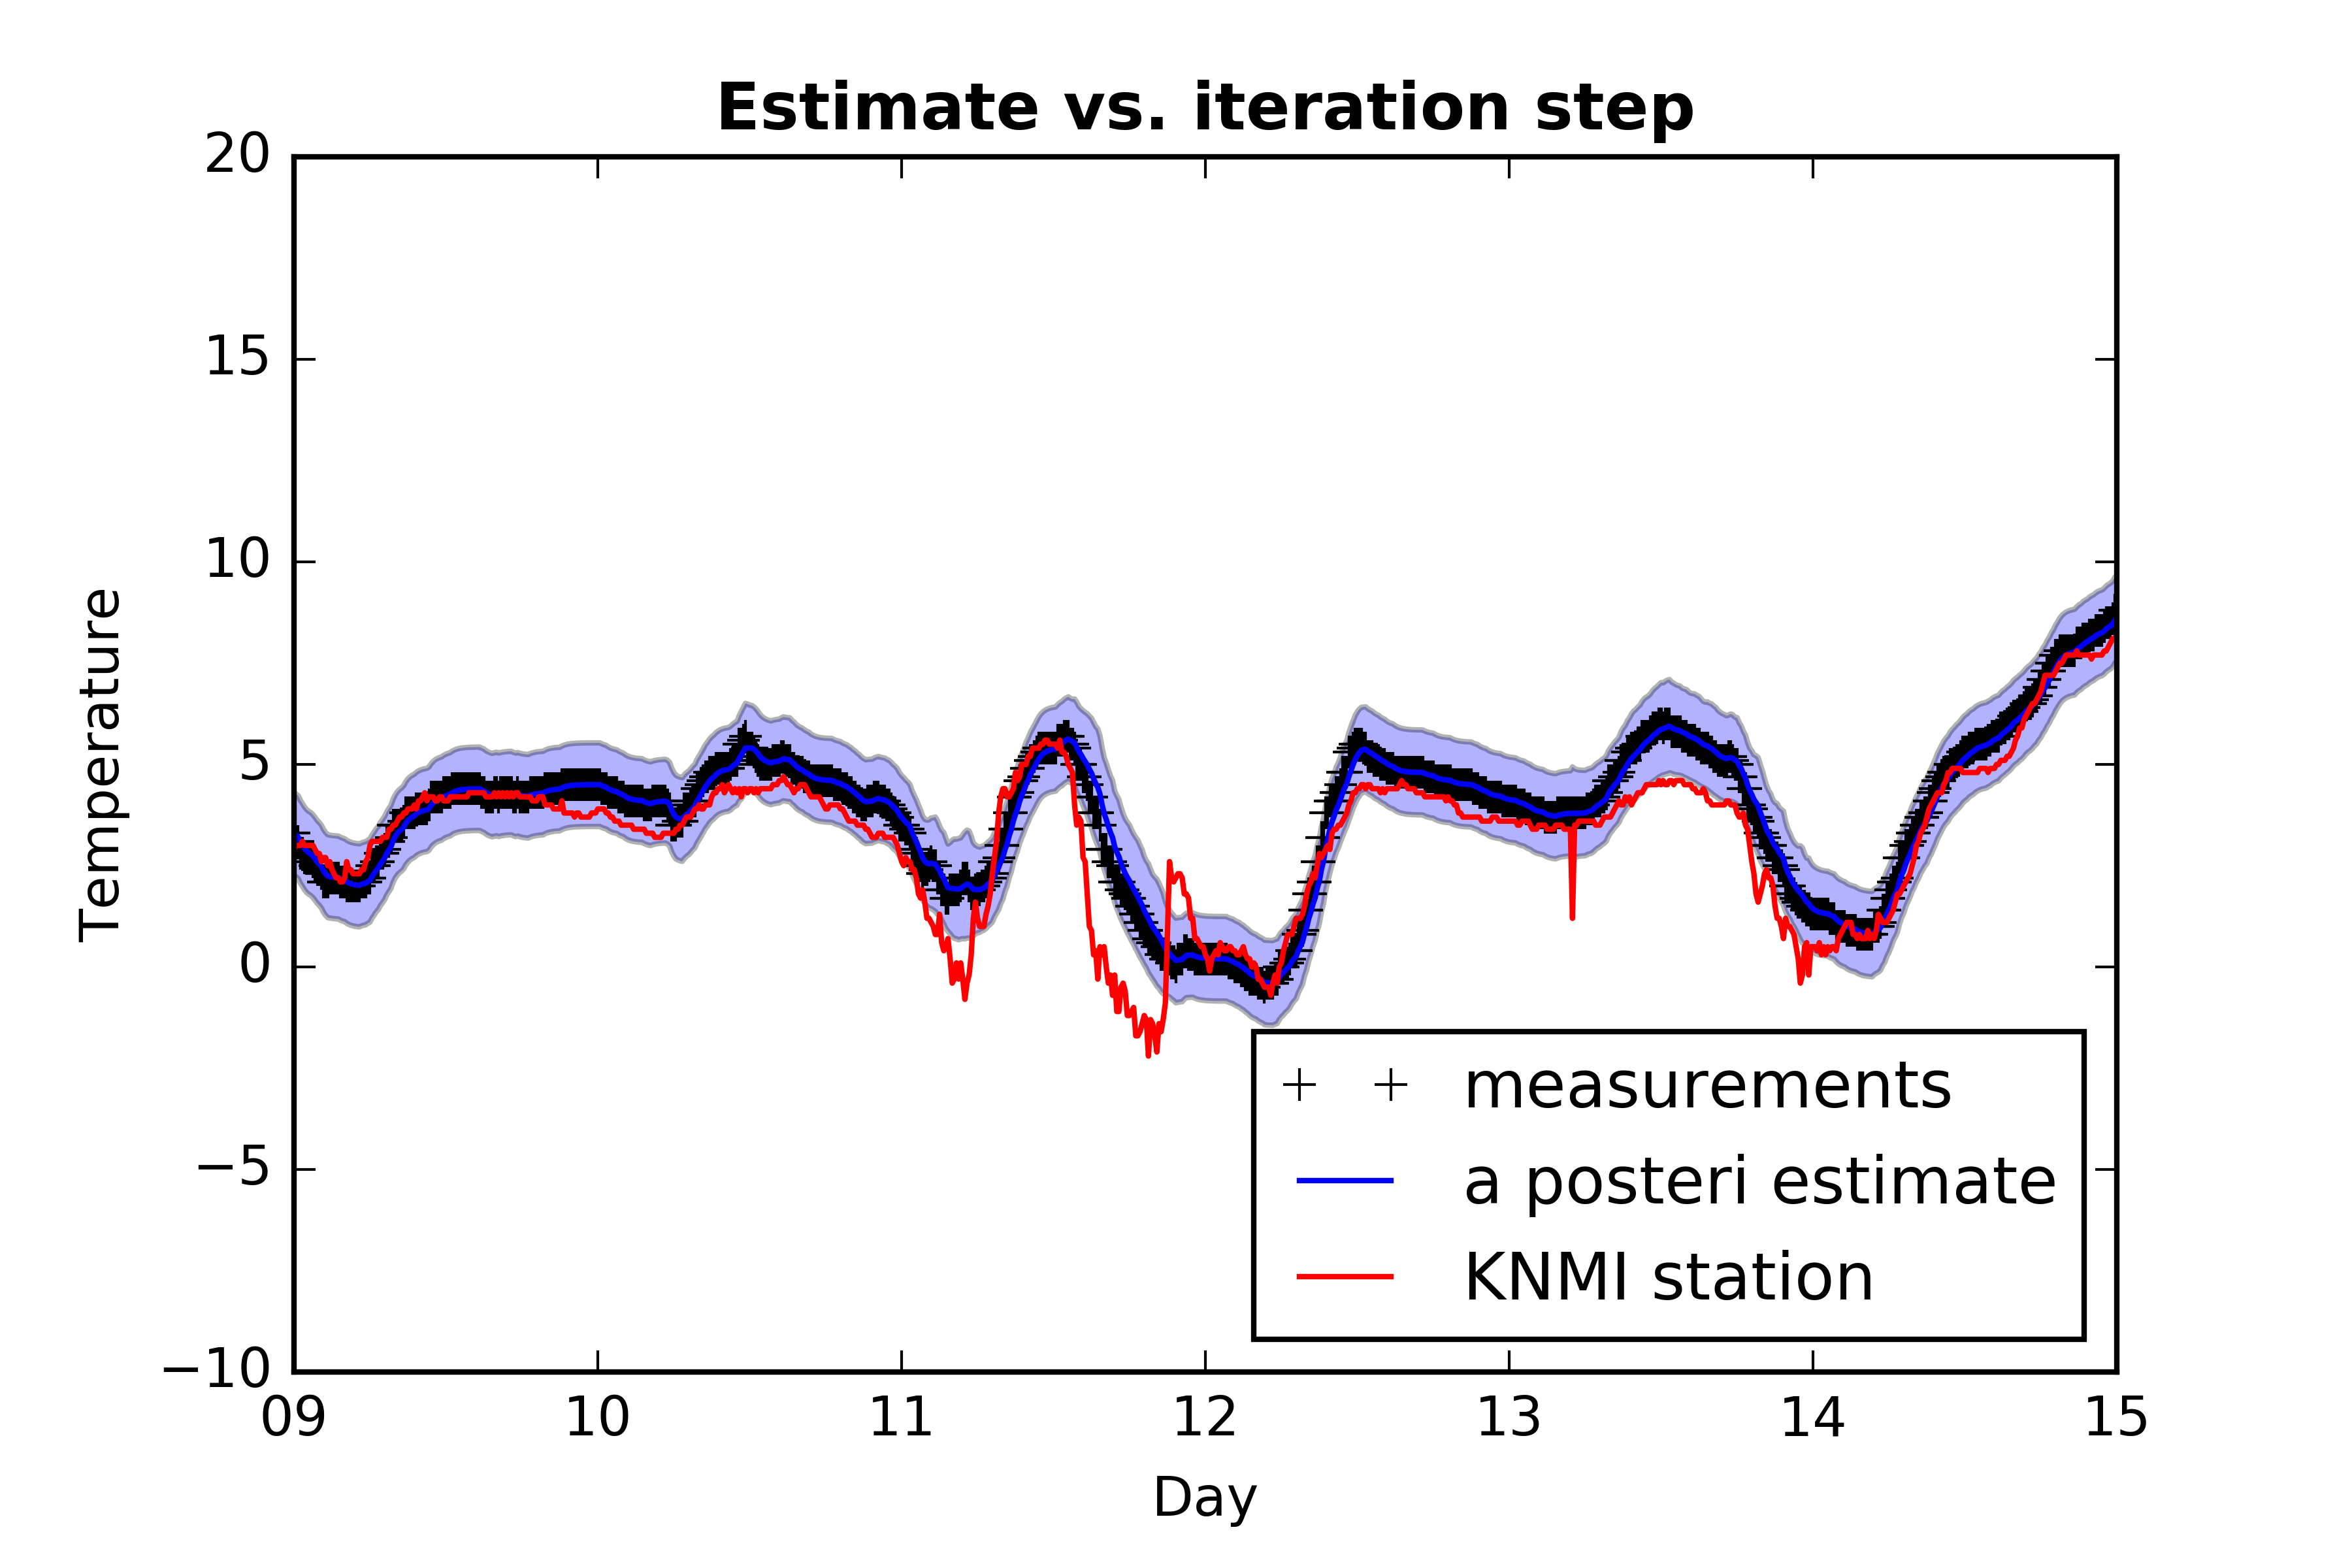 Estimate vs. iteration step
20
15
10
5
0
−5
−10
Temperature
measurements
a posteri estimate
KNMI station
09 10 11 12 13 14 15
Day